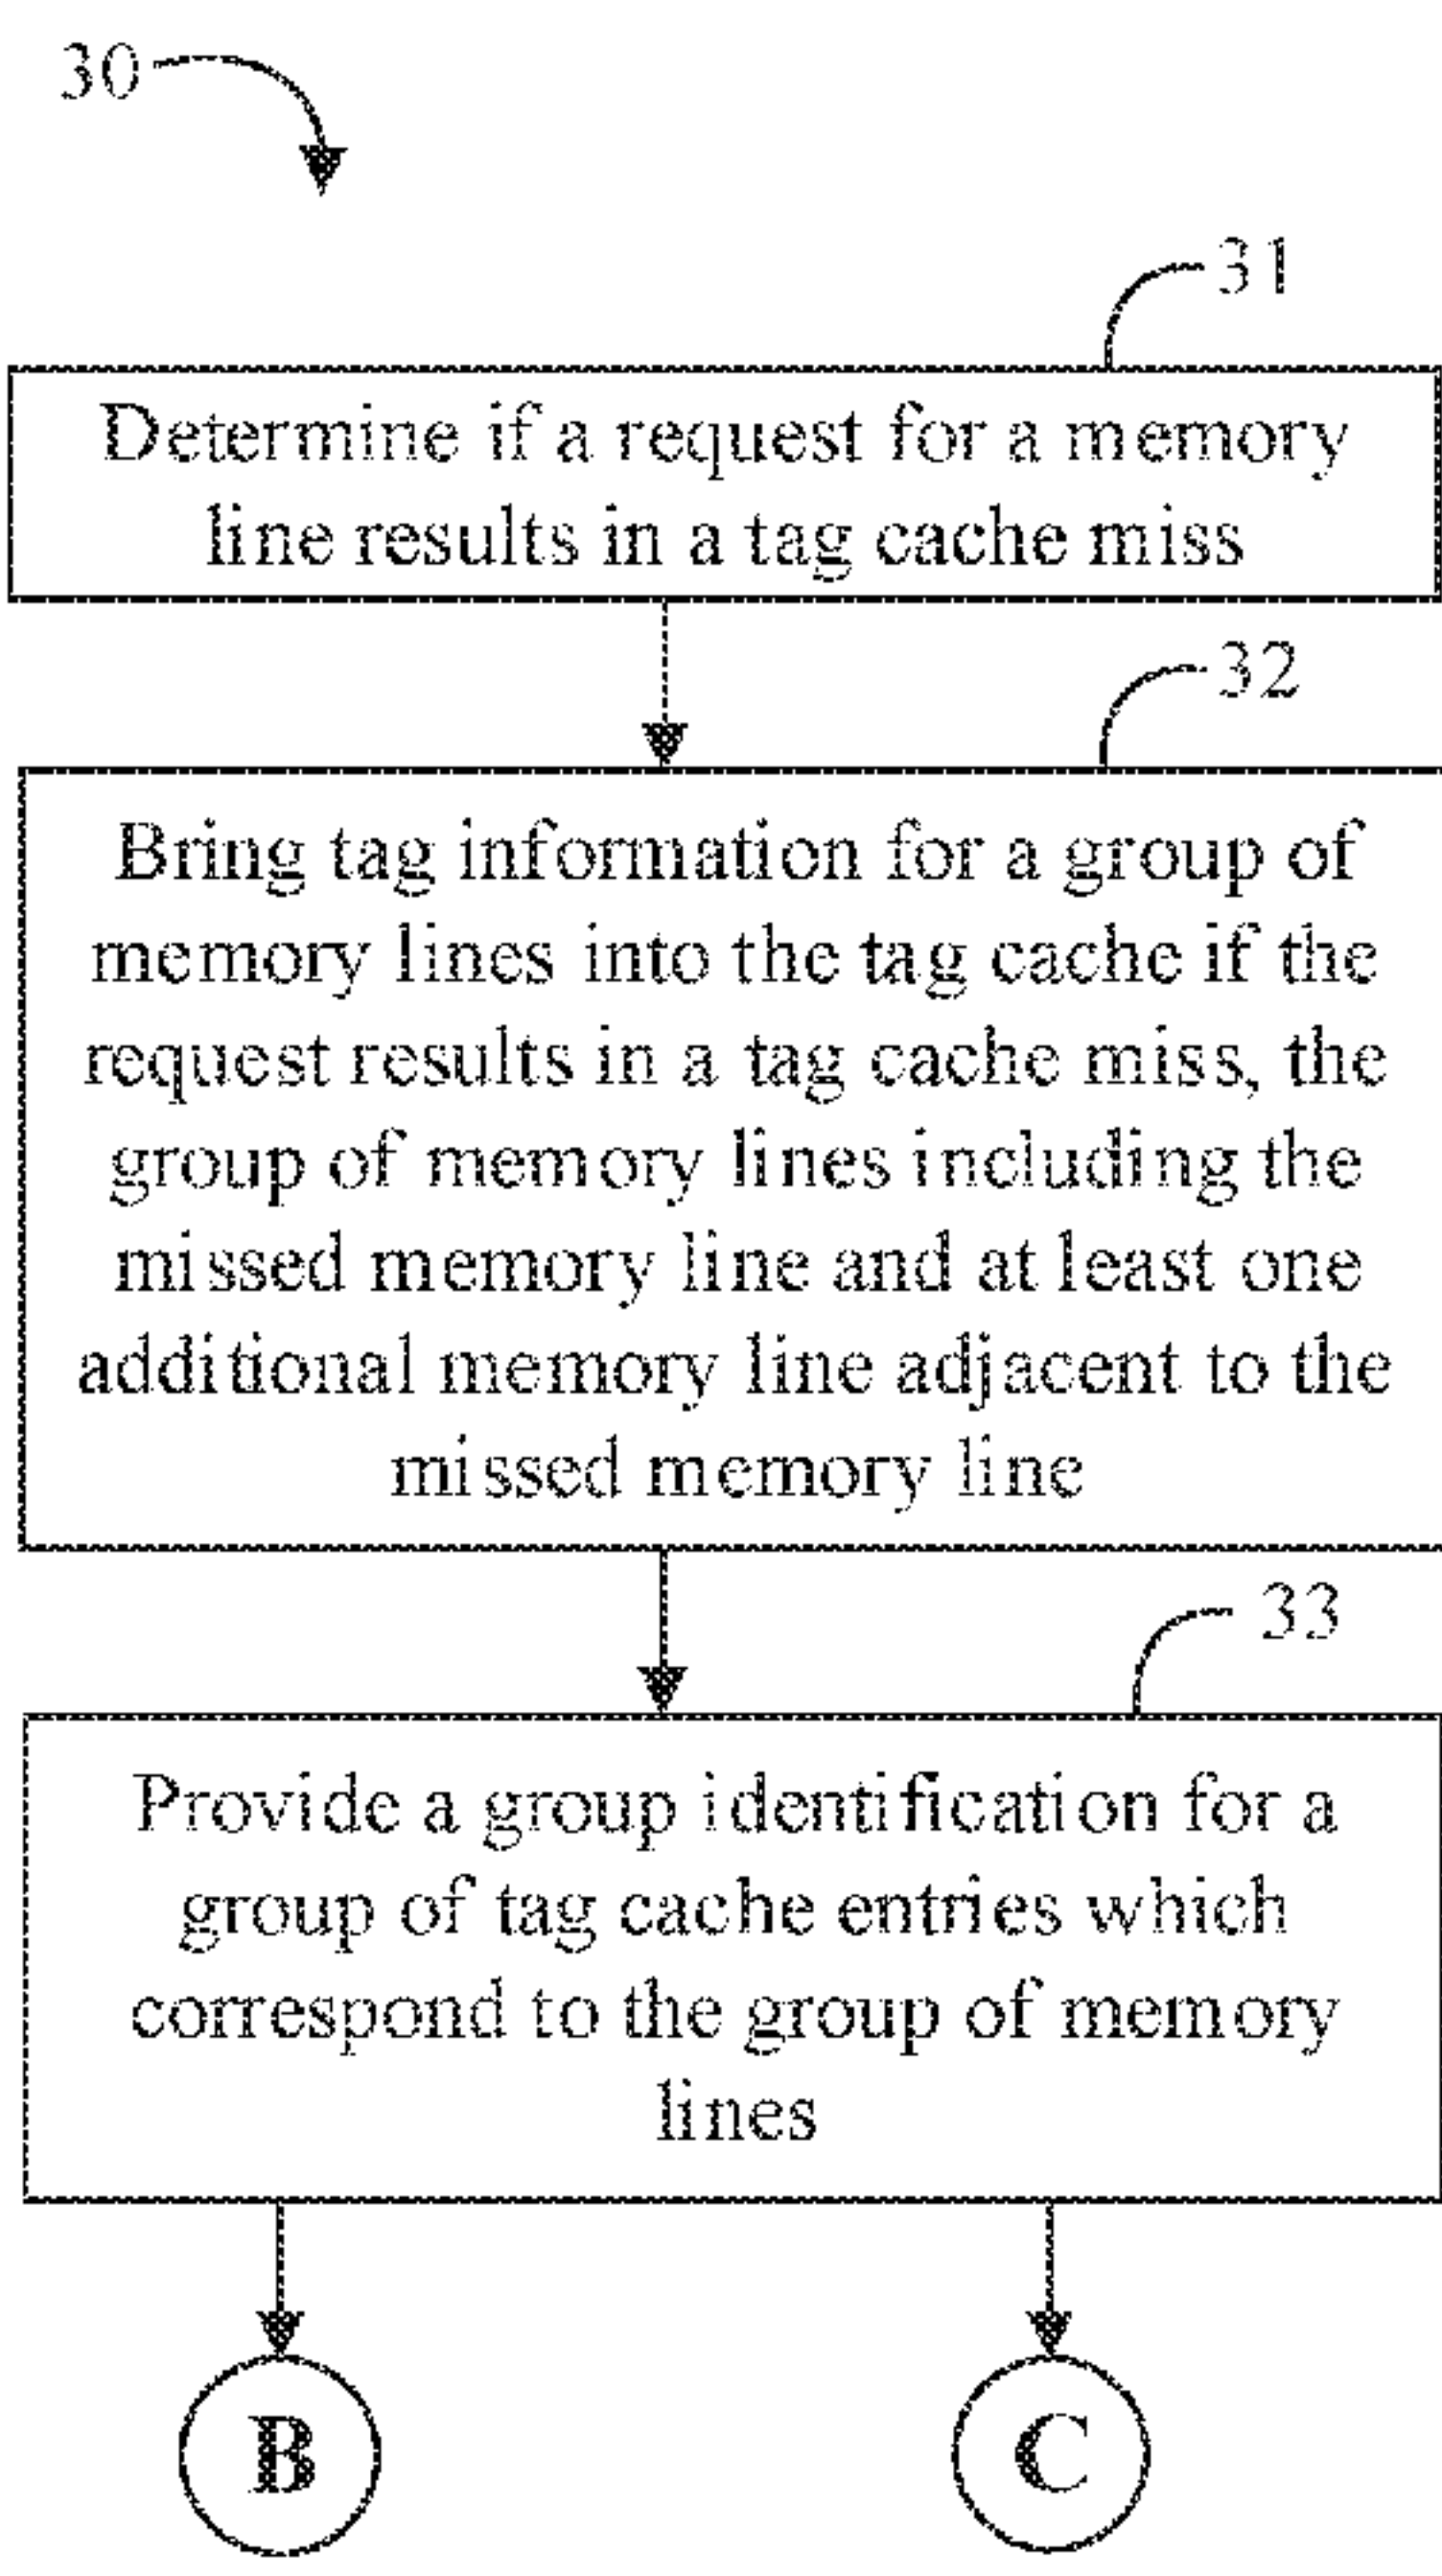 30
31
Determine if a request for a memory
line results in a tag cache miss
32
Bring tag information for a group of
memory lines into the tag cache if the
request results in a tag cache miss, the
group of memory lines including the
missed memory line and at least one
additional memory line adjacent to the
missed memory line
33
Provide a group identification for a
group of tag cache entries which
correspond to the group of memory
lines
B
C